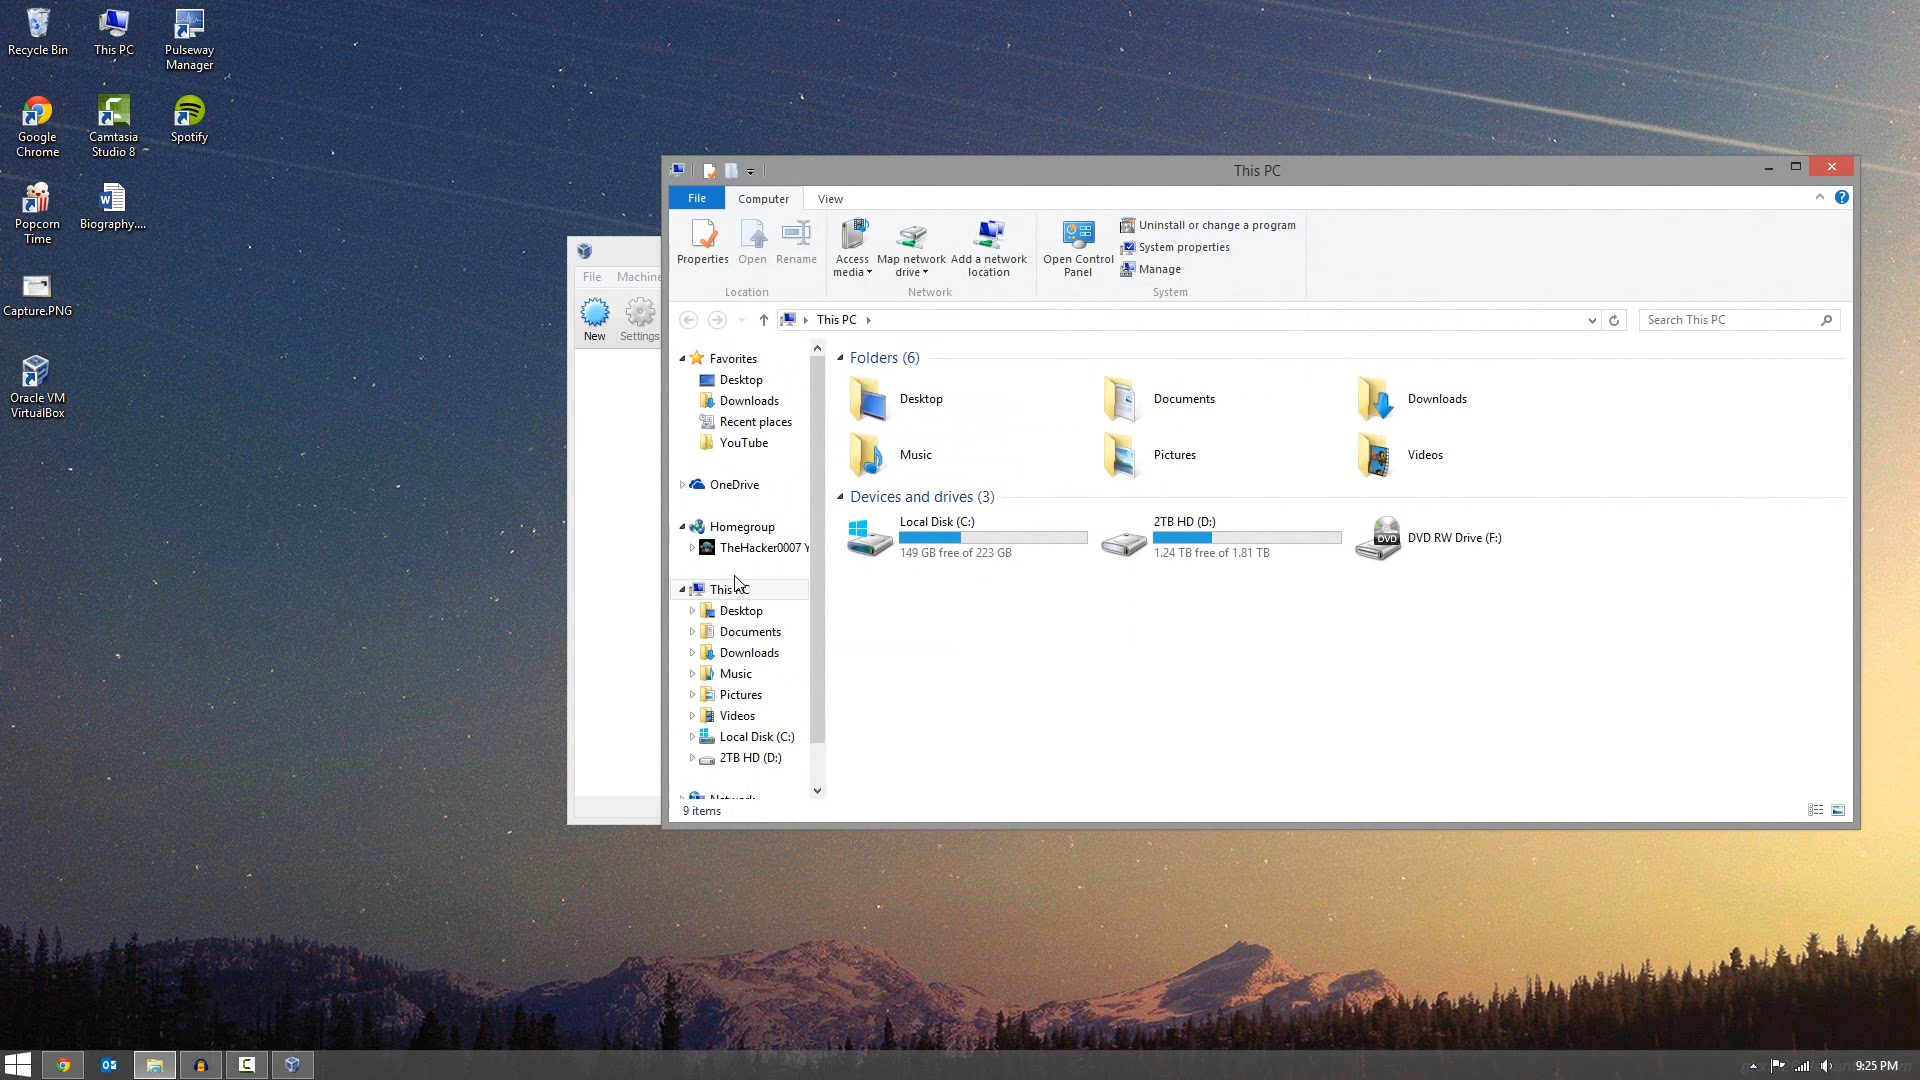 Recycle Bin
This PC
Pulseway
Manager
Google
Chrome
Camtasia
Studio 8
Spotify
Popcorn
Time
Biography....
Capture.PNG
Oracle VM
VirtualBox
File Machine
New Settings
This PC
File Computer View
Properties Open Rename
Location
Access
media
Map network
drive
Add a network
location
Network
Open Control
Panel
Uninstall or change a program
System properties
Manage
System
This PC
Search This PC
Favorites
Desktop
Downloads
Recent places
YouTube
OneDrive
Homegroup
TheHacker0007 Y
This PC
Desktop
Documents
Downloads
Music
Pictures
Videos
Local Disk (C:)
2TB HD (D:)
Network
Folders (6)
Desktop Documents Downloads
Music Pictures Videos
Devices and drives (3)
Local Disk (C:)
149 GB free of 223 GB
2TB HD (D:)
1.24 TB free of 1.81 TB
DVD
DVD RW Drive (F:)
9 items
9:25 PM